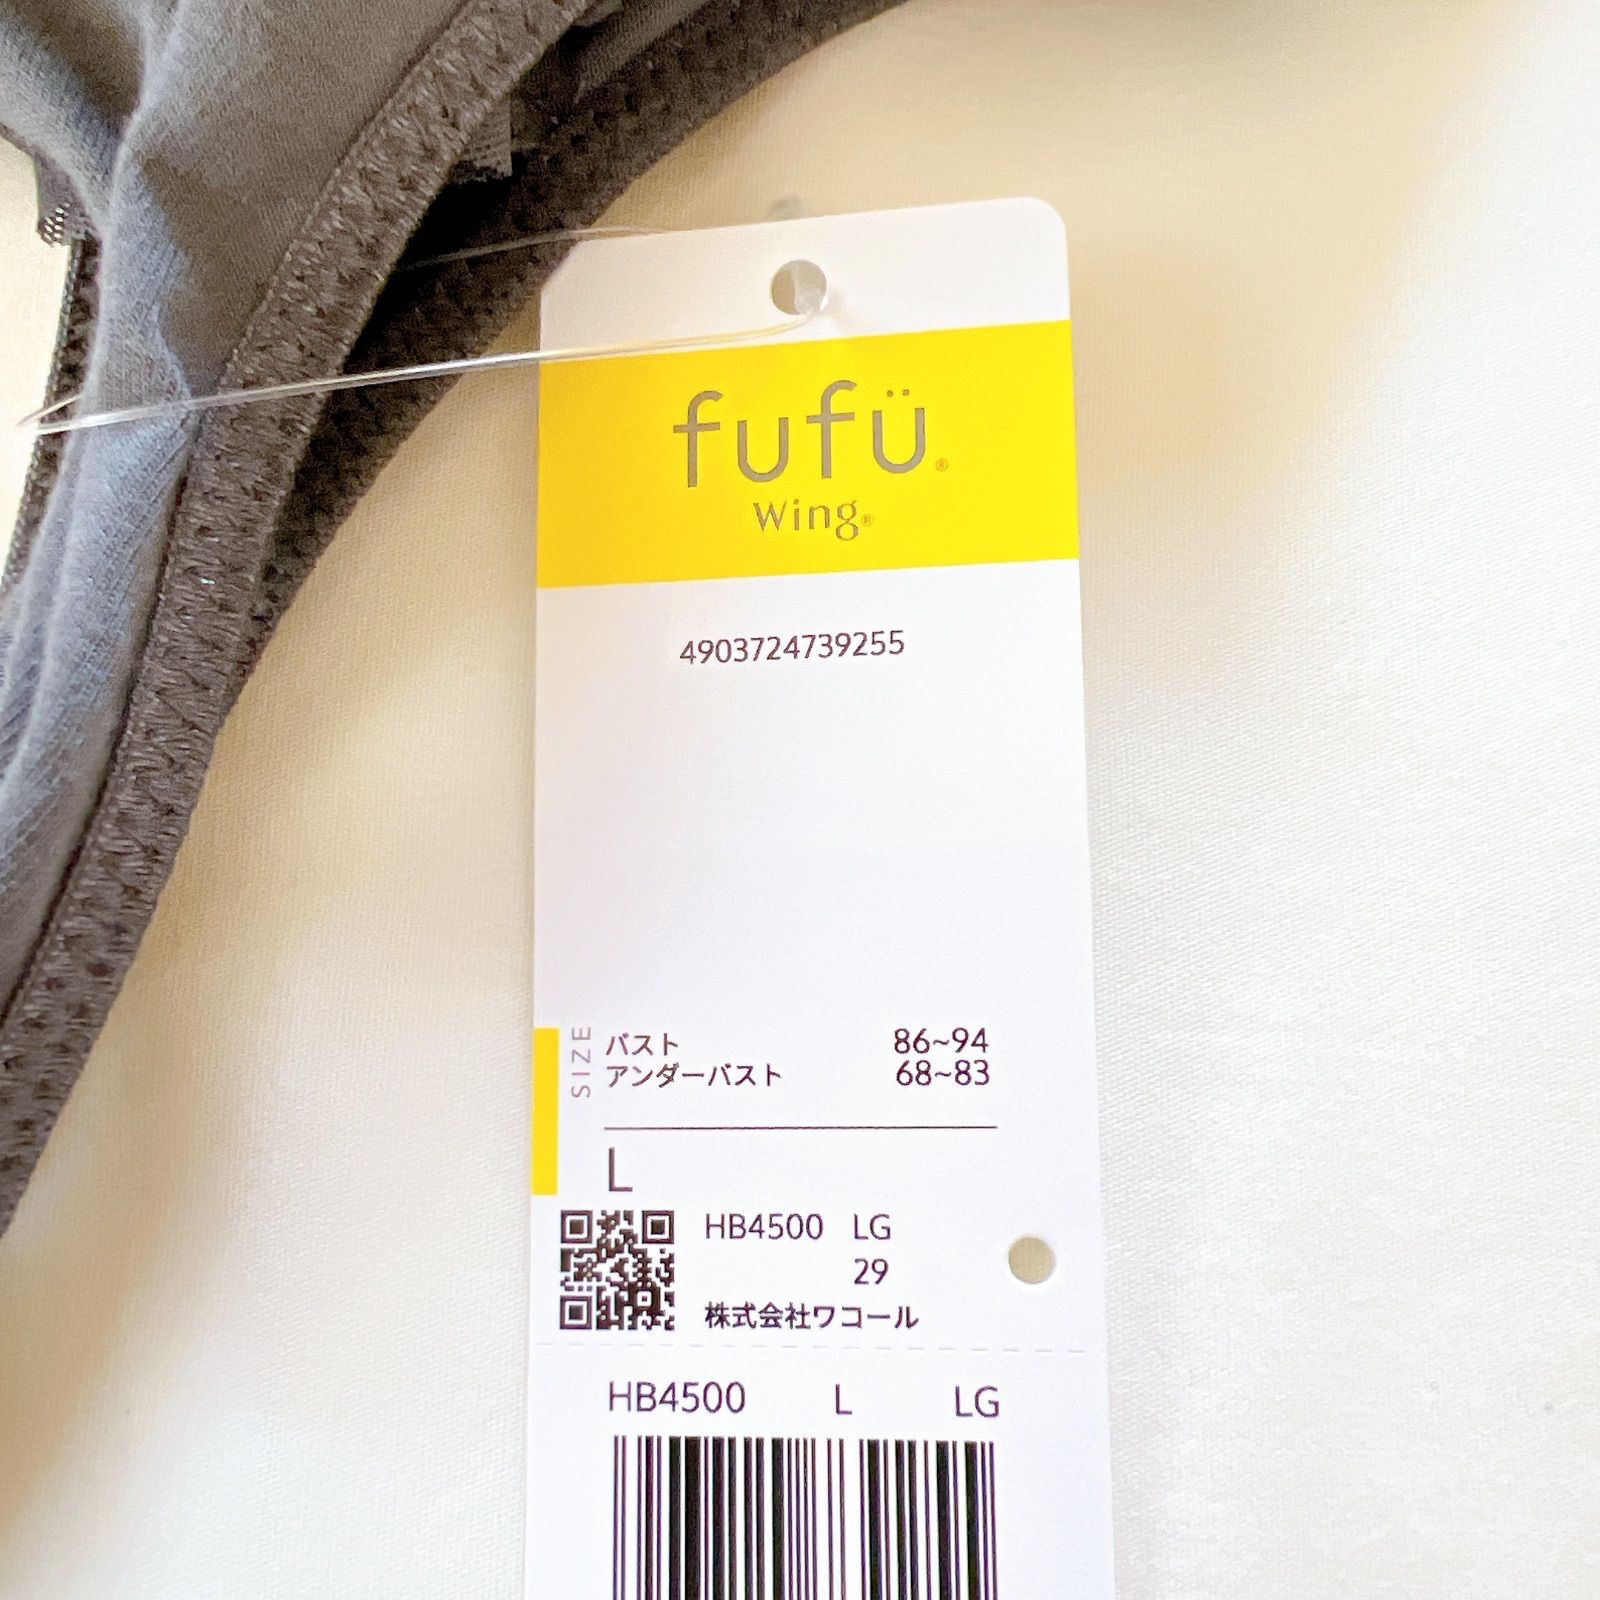 fufü®
Wing®
4903724739255
SIZE
バスト 86~94
アンダーバスト 68~83
L
HB4500 LG
29
株式会社ワコール
HB4500 L LG